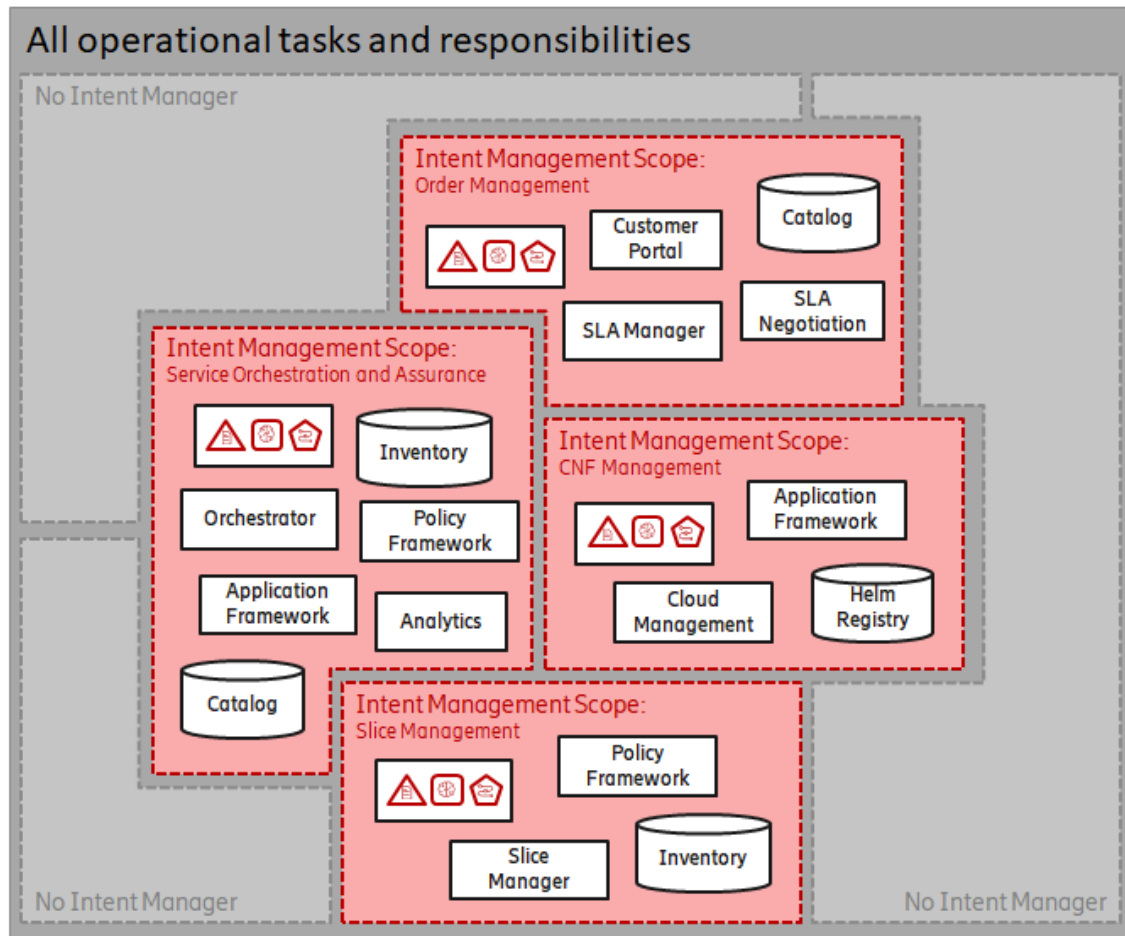 All operational tasks and responsibilities
No Intent Manager
Intent Management Scope:
Order Management
Customer
Portal
Catalog
SLA Manager
SLA
Negotiation
Intent Management Scope:
Service Orchestration and Assurance
Inventory
Orchestrator
Policy
Framework
Application
Framework
Analytics
Catalog
Intent Management Scope:
CNF Management
Application
Framework
Cloud
Management
Helm
Registry
Intent Management Scope:
Slice Management
Policy
Framework
Slice
Manager
Inventory
No Intent Manager
No Intent Manager